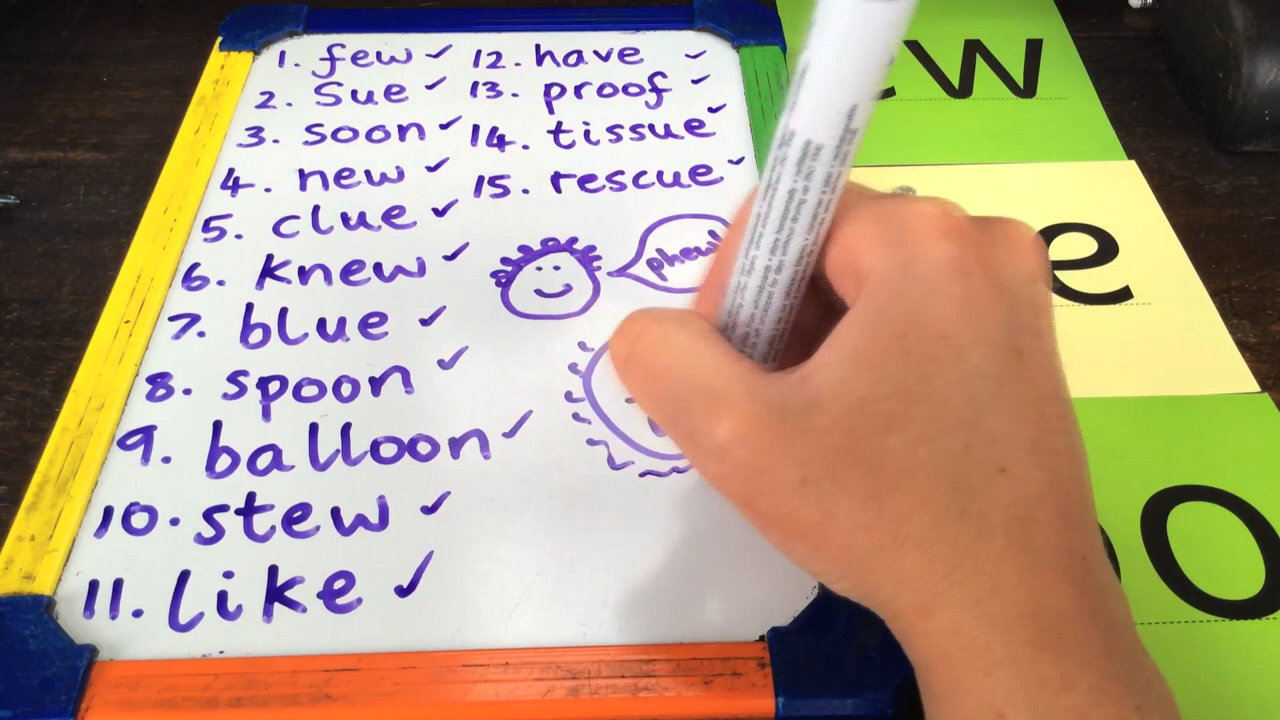 1. few ✓
2. Sue ✓
3. soon ✓
4. new ✓
5. clue ✓
6. knew ✓
7. blue ✓
8. spoon ✓
9. balloon ✓
10. stew ✓
11. like ✓
12. have ✓
13. proof ✓
14. tissue ✓
15. rescue ✓
phew!
ew
e
o